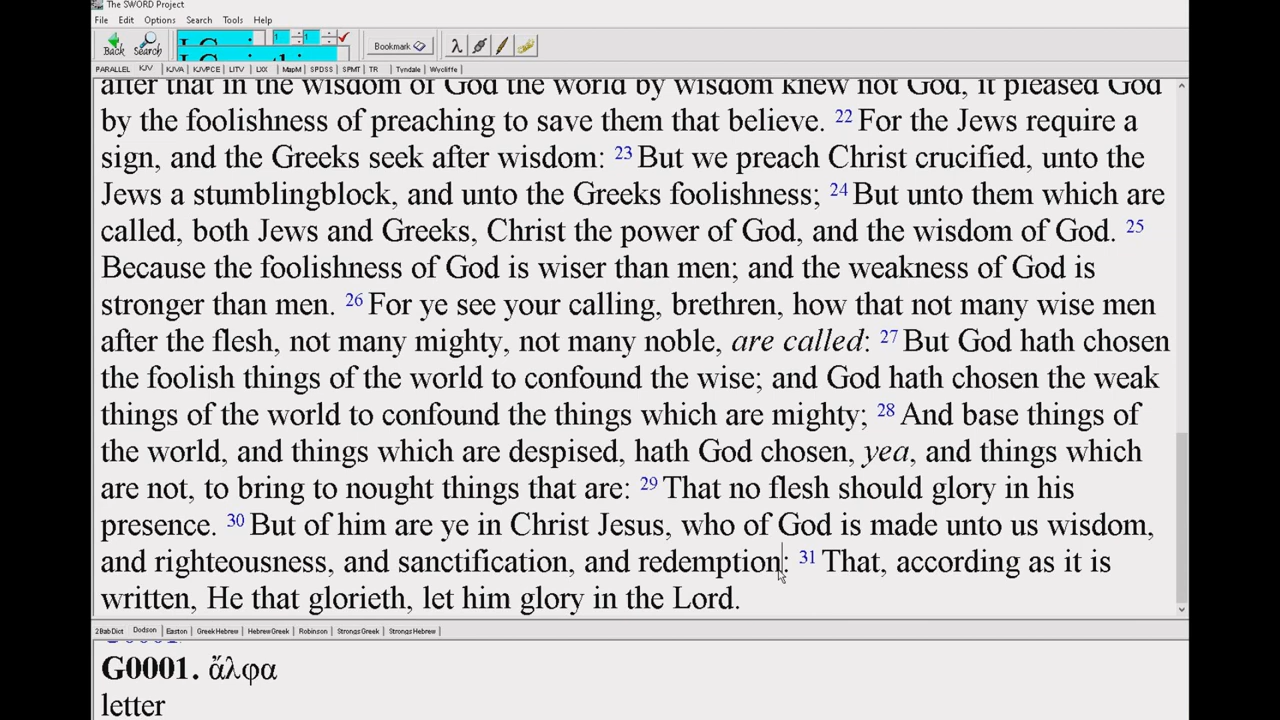 The SWORD Project
File Edit Options Search Tools Help
Back Search 1 1 Bookmark λ
PARALLEL KJV KJVA KJVPCE LITV LXX MapM SPDSS SPMT TR Tyndale Wycliffe
after that in the wisdom of God the world by wisdom knew not God, it pleased God
by the foolishness of preaching to save them that believe. 22 For the Jews require a
sign, and the Greeks seek after wisdom: 23 But we preach Christ crucified, unto the
Jews a stumblingblock, and unto the Greeks foolishness; 24 But unto them which are
called, both Jews and Greeks, Christ the power of God, and the wisdom of God. 25
Because the foolishness of God is wiser than men; and the weakness of God is
stronger than men. 26 For ye see your calling, brethren, how that not many wise men
after the flesh, not many mighty, not many noble, are called: 27 But God hath chosen
the foolish things of the world to confound the wise; and God hath chosen the weak
things of the world to confound the things which are mighty; 28 And base things of
the world, and things which are despised, hath God chosen, yea, and things which
are not, to bring to nought things that are: 29 That no flesh should glory in his
presence. 30 But of him are ye in Christ Jesus, who of God is made unto us wisdom,
and righteousness, and sanctification, and redemption: 31 That, according as it is
written, He that glorieth, let him glory in the Lord.
2BabDict Dodson Easton GreekHebrew HebrewGreek Robinson StrongsGreek StrongsHebrew
G0001. ἄλφα
letter